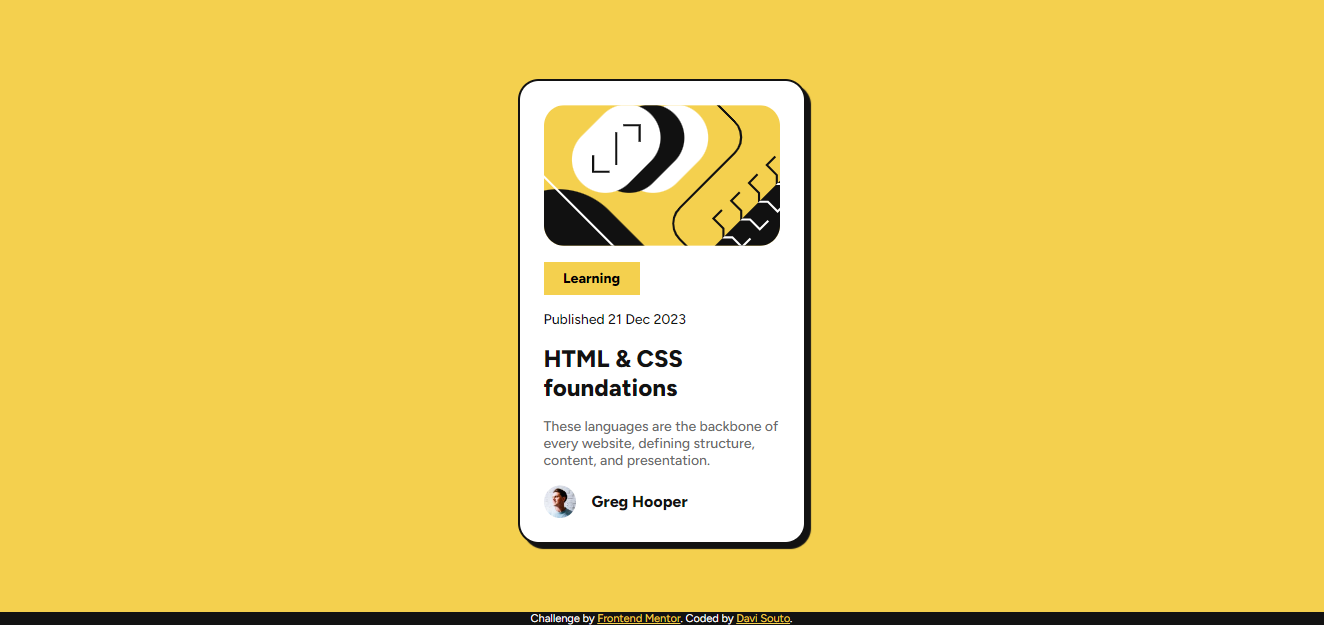 Learning
Published 21 Dec 2023
HTML & CSS
foundations
These languages are the backbone of
every website, defining structure,
content, and presentation.
Greg Hooper
Challenge by Frontend Mentor. Coded by Davi Souto.